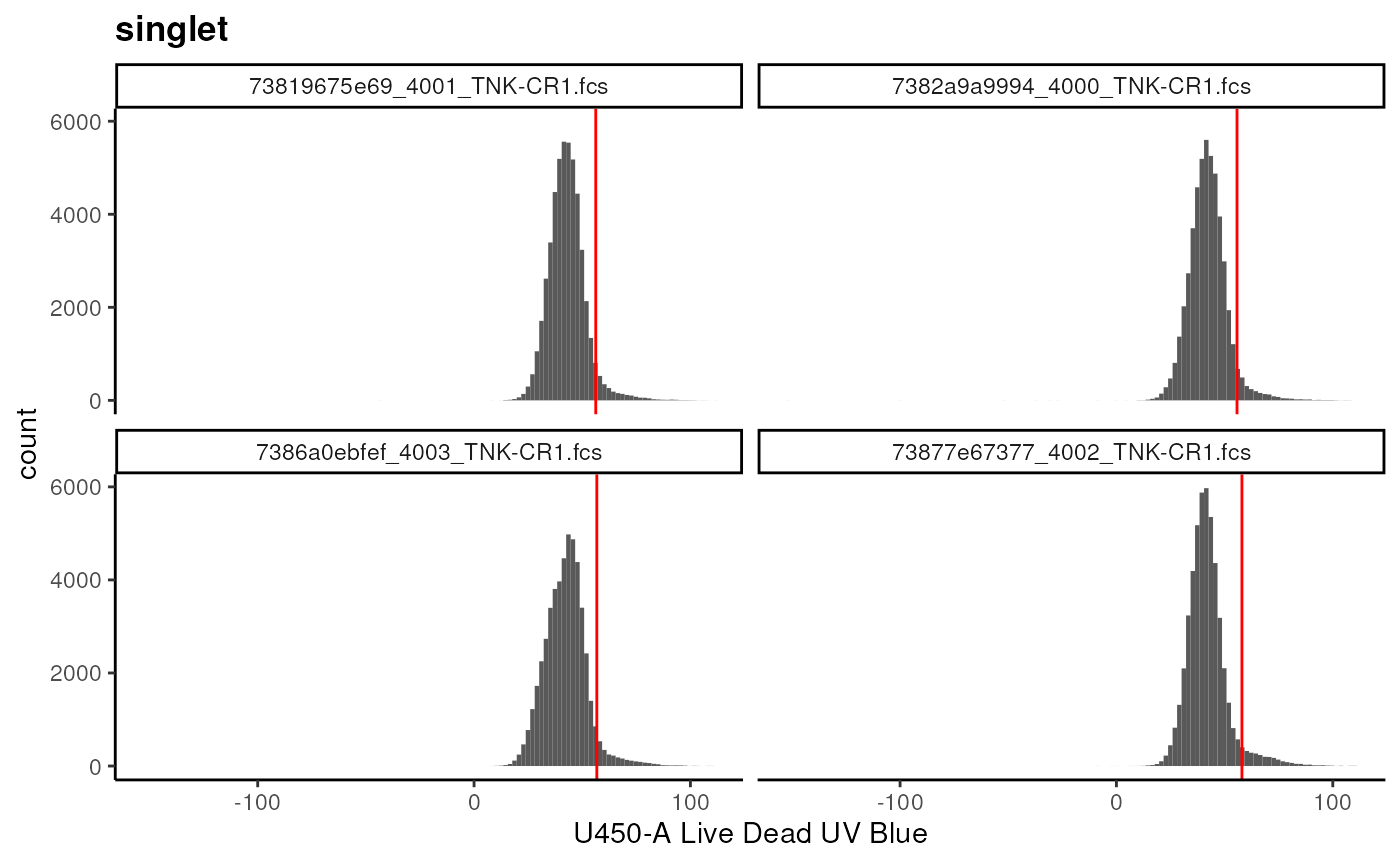 singlet
73819675e69_4001_TNK-CR1.fcs
7382a9a9994_4000_TNK-CR1.fcs
6000
4000
2000
0
7386a0ebfef_4003_TNK-CR1.fcs
73877e67377_4002_TNK-CR1.fcs
6000
4000
2000
0
count
-100
0
100
-100
0
100
U450-A Live Dead UV Blue